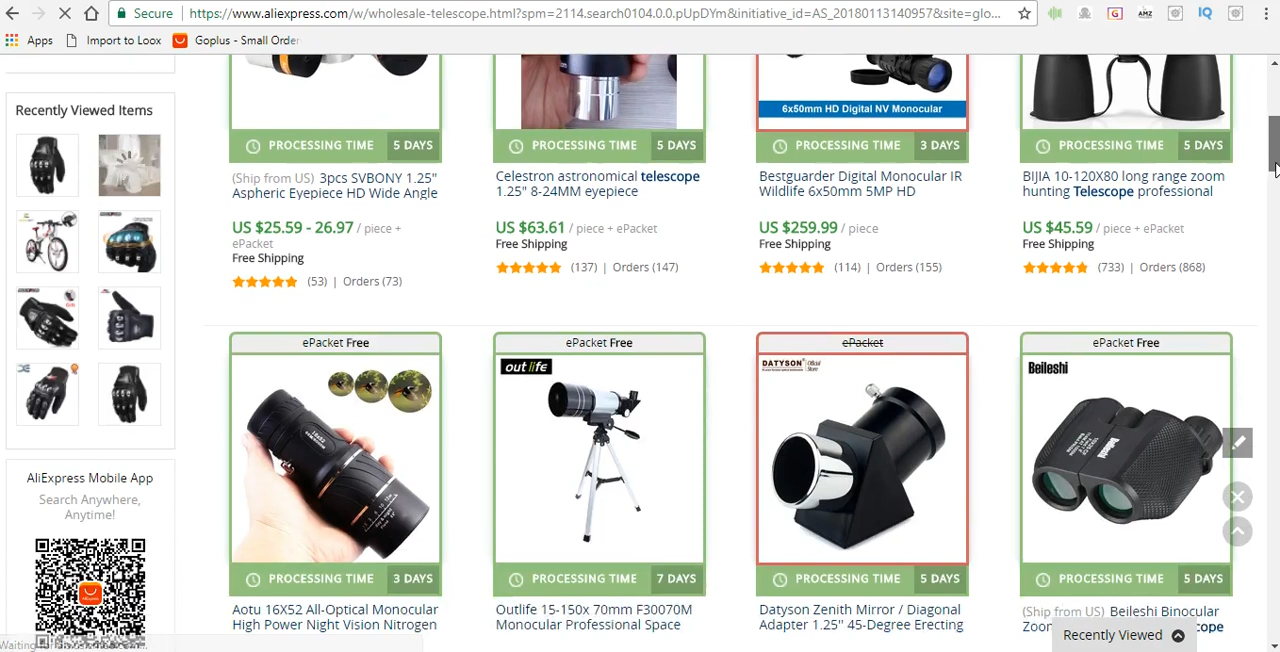 Secure
https://www.aliexpress.com/w/wholesale-telescope.html?spm=2114.search0104.0.0.pUpDYm&initiative_id=AS_20180113140957&site=glo...
G
AMZ
IQ
Apps
Import to Loox
Goplus - Small Order
Recently Viewed Items
6x50mm HD Digital NV Monocular
PROCESSING TIME 5 DAYS
PROCESSING TIME 5 DAYS
PROCESSING TIME 3 DAYS
PROCESSING TIME 5 DAYS
(Ship from US) 3pcs SVBONY 1.25"
Aspheric Eyepiece HD Wide Angle
US $25.59 - 26.97 / piece +
ePacket
Free Shipping
(53) | Orders (73)
Celestron astronomical telescope
1.25" 8-24MM eyepiece
US $63.61 / piece + ePacket
Free Shipping
(137) | Orders (147)
Bestguarder Digital Monocular IR
Wildlife 6x50mm 5MP HD
US $259.99 / piece
Free Shipping
(114) | Orders (155)
BIJIA 10-120X80 long range zoom
hunting Telescope professional
US $45.59 / piece + ePacket
Free Shipping
(733) | Orders (868)
ePacket Free
ePacket Free
ePacket
ePacket Free
outlife
DATYSON
Official
Store
Beileshi
PROCESSING TIME 3 DAYS
PROCESSING TIME 7 DAYS
PROCESSING TIME 5 DAYS
PROCESSING TIME 5 DAYS
Aotu 16X52 All-Optical Monocular
High Power Night Vision Nitrogen
Outlife 15-150x 70mm F30070M
Monocular Professional Space
Datyson Zenith Mirror / Diagonal
Adapter 1.25'' 45-Degree Erecting
(Ship from US) Beileshi Binocular
AliExpress Mobile App
Search Anywhere,
Anytime!
Recently Viewed